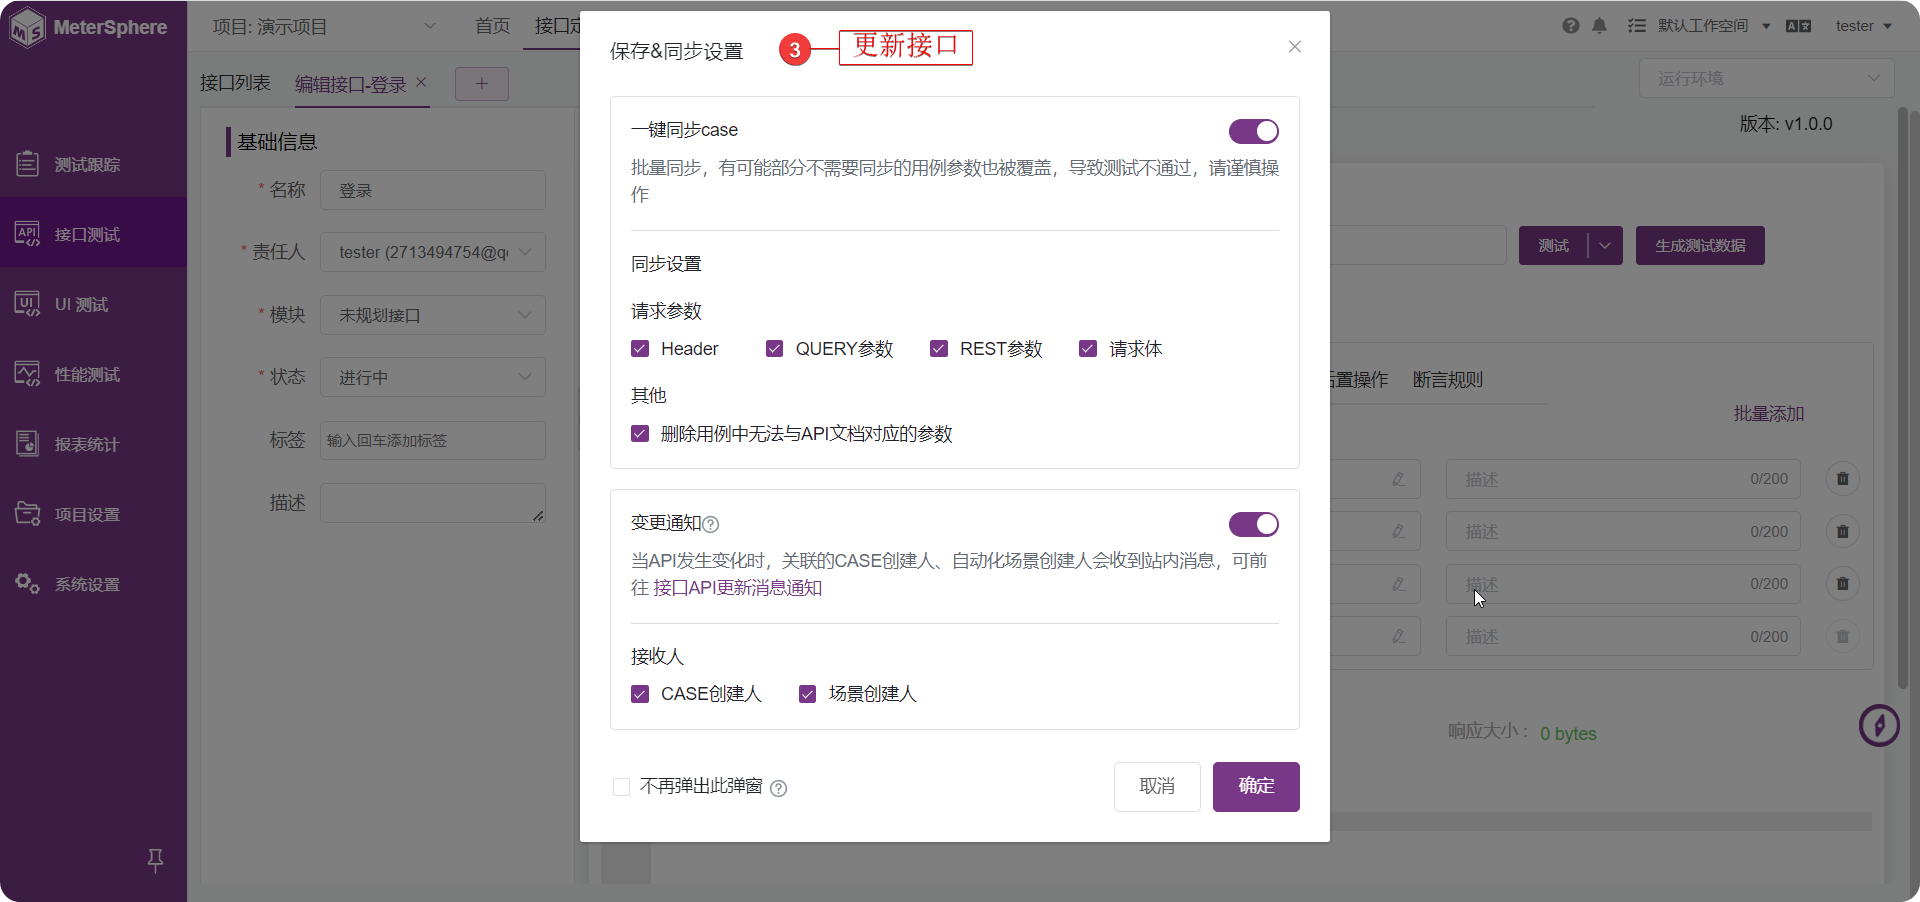 MeterSphere
项目: 演示项目
首页
接口定
默认工作空间
tester
接口列表
编辑接口-登录
+
运行环境
版本: v1.0.0
测试跟踪
接口测试
UI 测试
性能测试
报表统计
项目设置
系统设置
基础信息
* 名称 登录
* 责任人 tester (2713494754@q
* 模块 未规划接口
* 状态 进行中
标签 输入回车添加标签
描述
保存&同步设置
3 更新接口
一键同步case
批量同步，有可能部分不需要同步的用例参数也被覆盖，导致测试不通过，请谨慎操
作
同步设置
请求参数
Header QUERY参数 REST参数 请求体
其他
删除用例中无法与API文档对应的参数
变更通知
当API发生变化时，关联的CASE创建人、自动化场景创建人会收到站内消息，可前
往 接口API更新消息通知
接收人
CASE创建人 场景创建人
不再弹出此弹窗
取消
确定
测试
生成测试数据
置操作 断言规则
批量添加
描述 0/200
描述 0/200
描述 0/200
描述 0/200
响应大小： 0 bytes